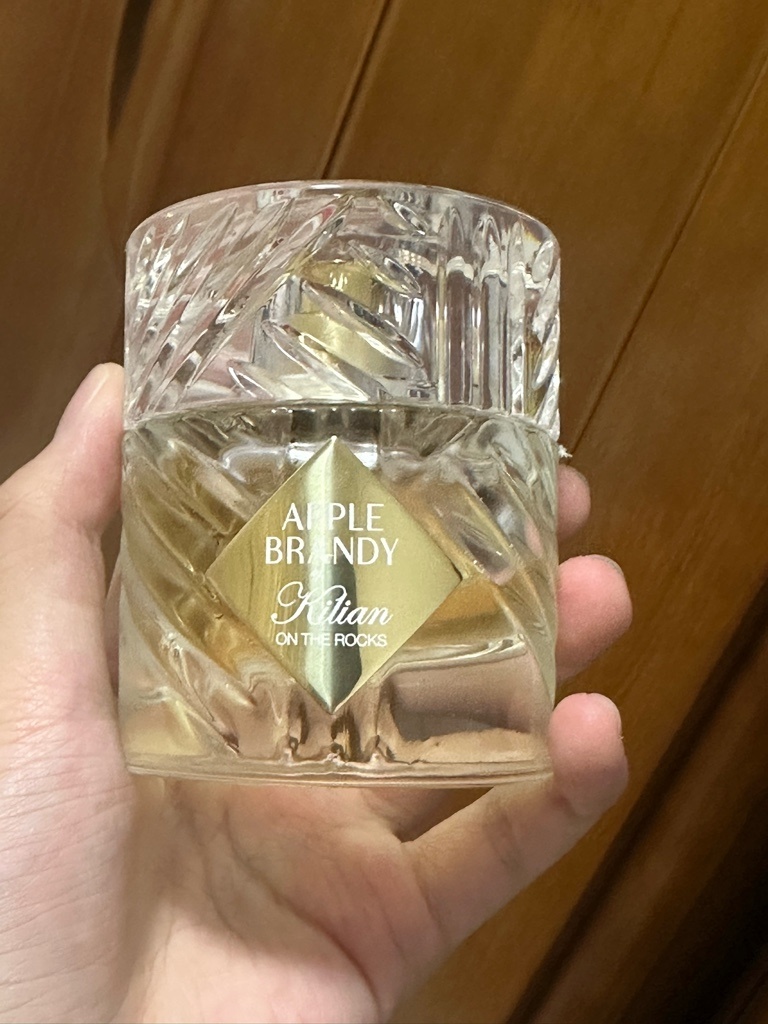 APPLE
BRANDY
Kilian
ON THE ROCKS